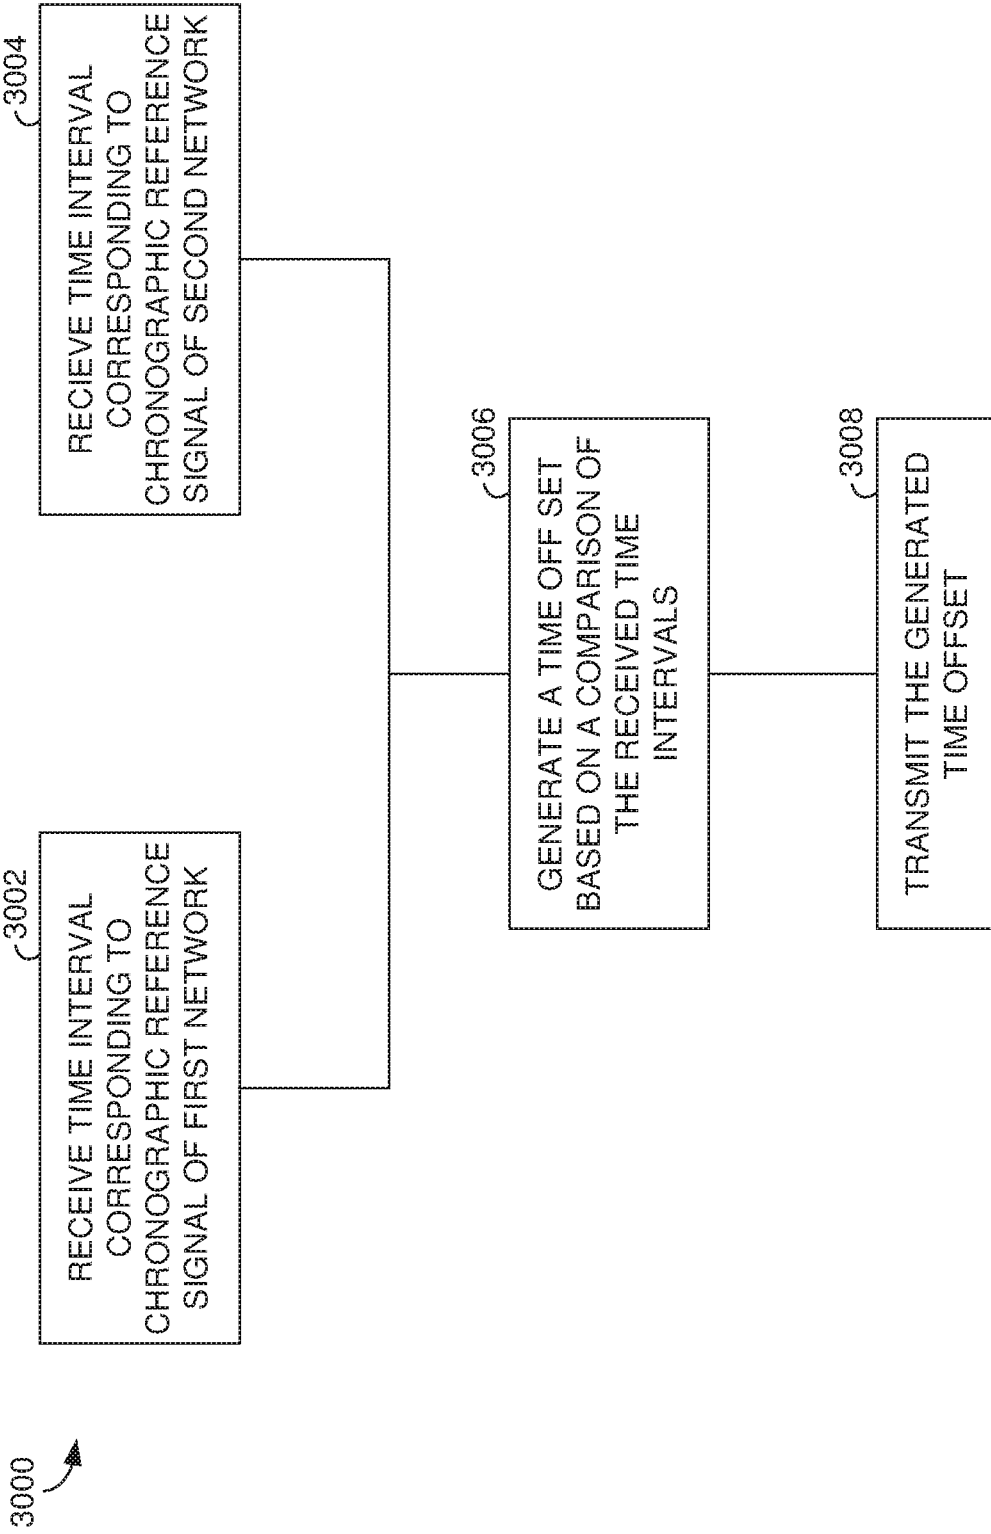 3000
3002
RECEIVE TIME INTERVAL
CORRESPONDING TO
CHRONOGRAPHIC REFERENCE
SIGNAL OF FIRST NETWORK
3004
RECIEVE TIME INTERVAL
CORRESPONDING TO
CHRONOGRAPHIC REFERENCE
SIGNAL OF SECOND NETWORK
3006
GENERATE A TIME OFF SET
BASED ON A COMPARISON OF
THE RECEIVED TIME
INTERVALS
3008
TRANSMIT THE GENERATED
TIME OFFSET